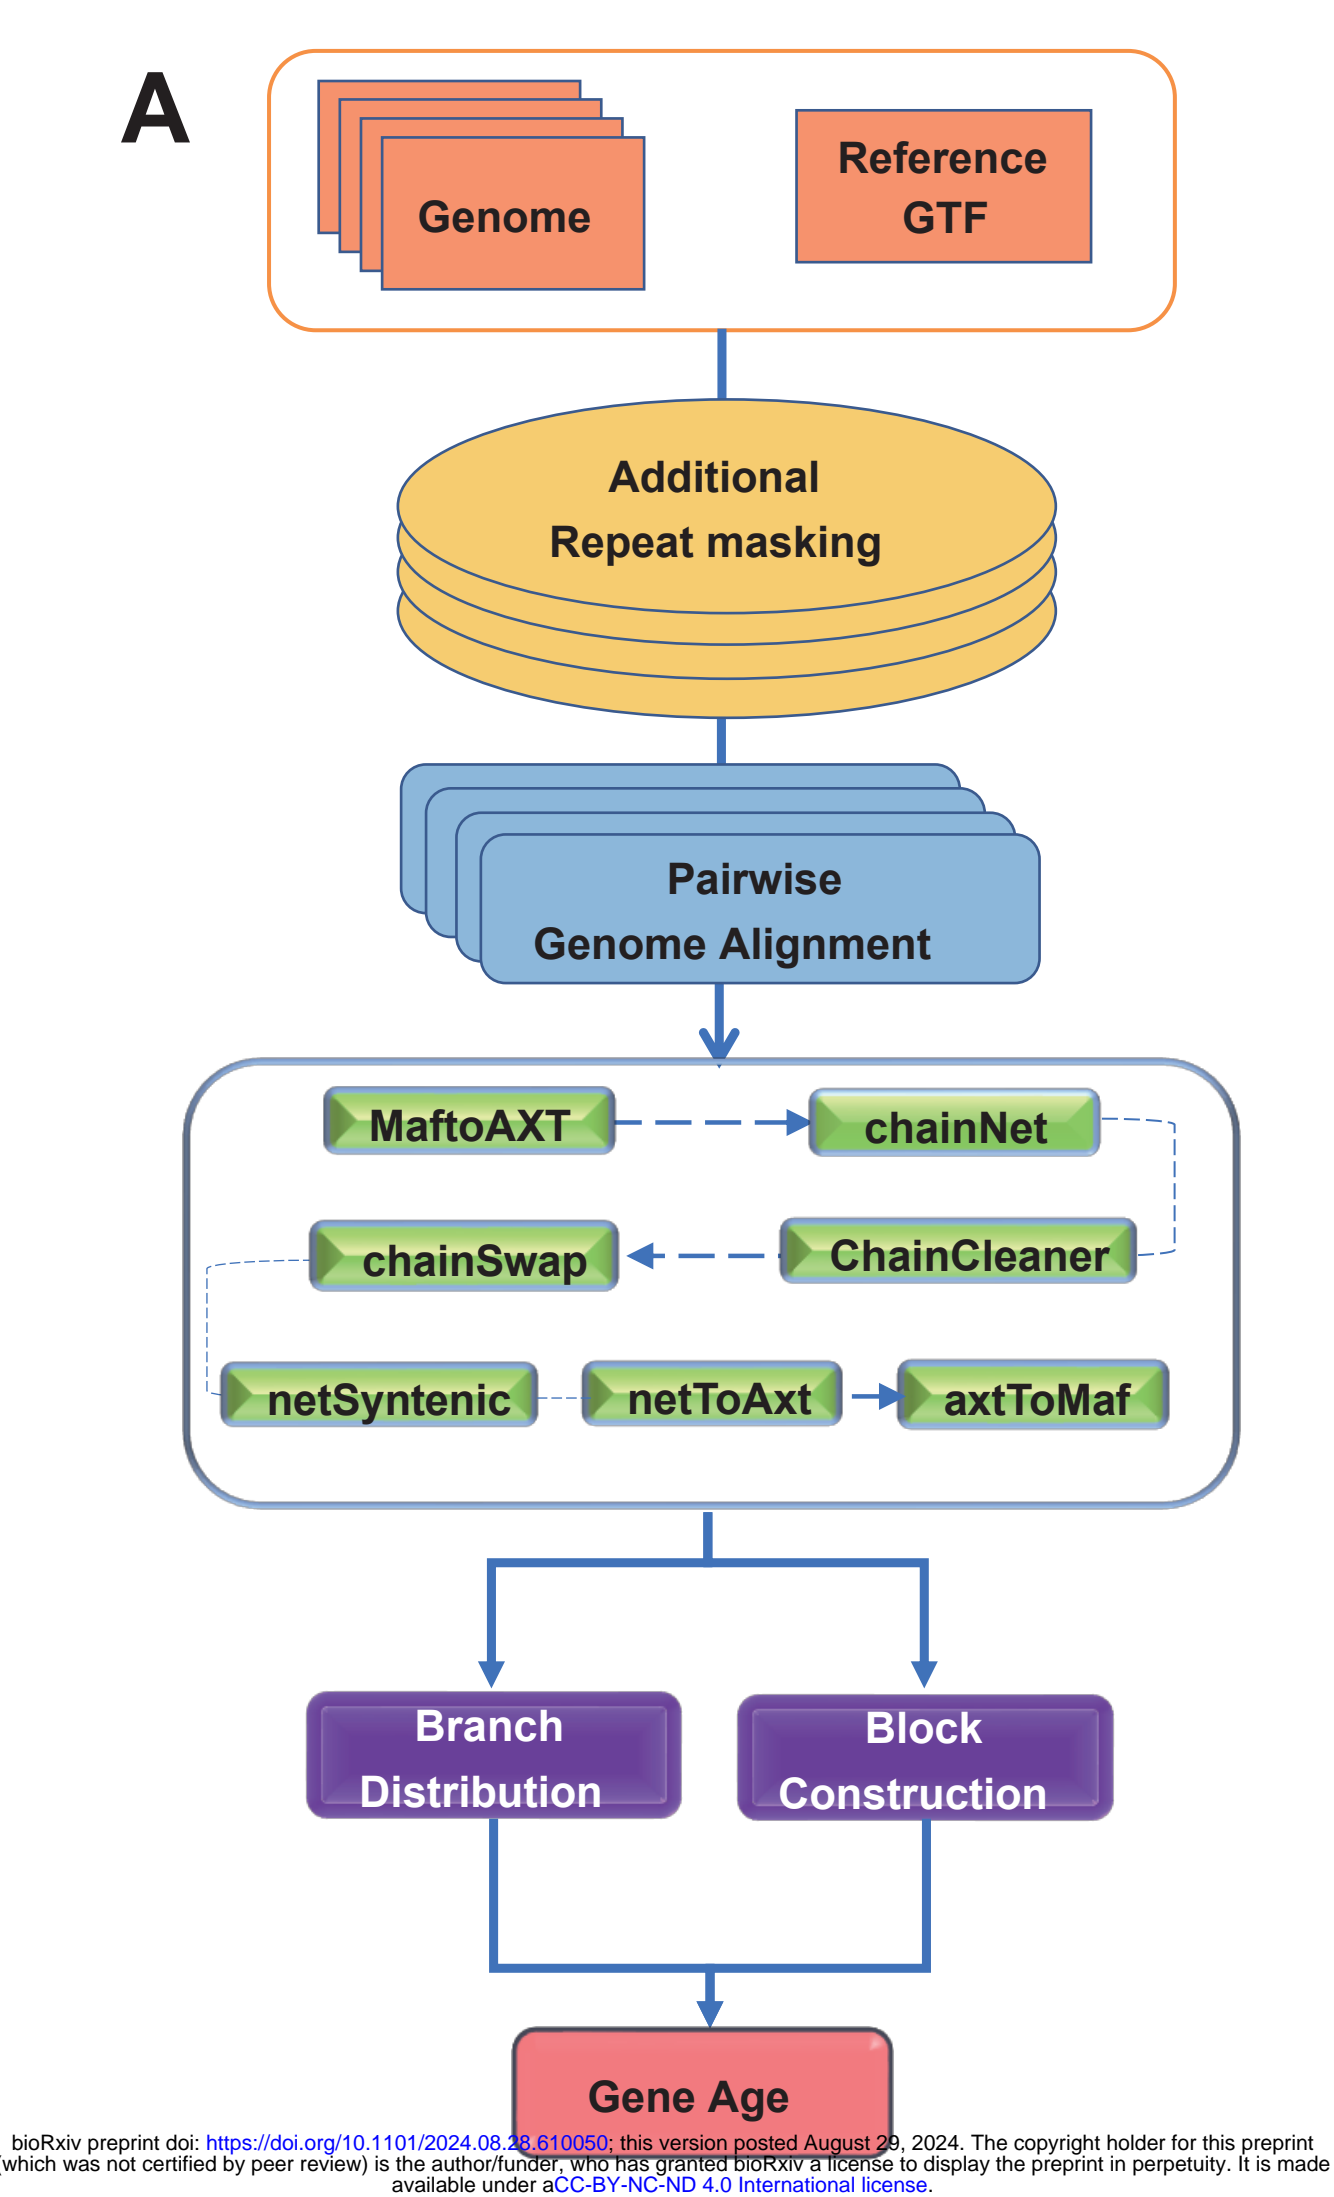 A
Genome
Reference
GTF
Additional
Repeat masking
Pairwise
Genome Alignment
MaftoAXT
chainNet
chainSwap
ChainCleaner
netSyntenic
netToAxt
axtToMaf
Branch
Distribution
Block
Construction
Gene Age
bioRxiv preprint doi: https://doi.org/10.1101/2024.08.28.610050; this version posted August 29, 2024. The copyright holder for this preprint
(which was not certified by peer review) is the author/funder, who has granted bioRxiv a license to display the preprint in perpetuity. It is made
available under aCC-BY-NC-ND 4.0 International license.